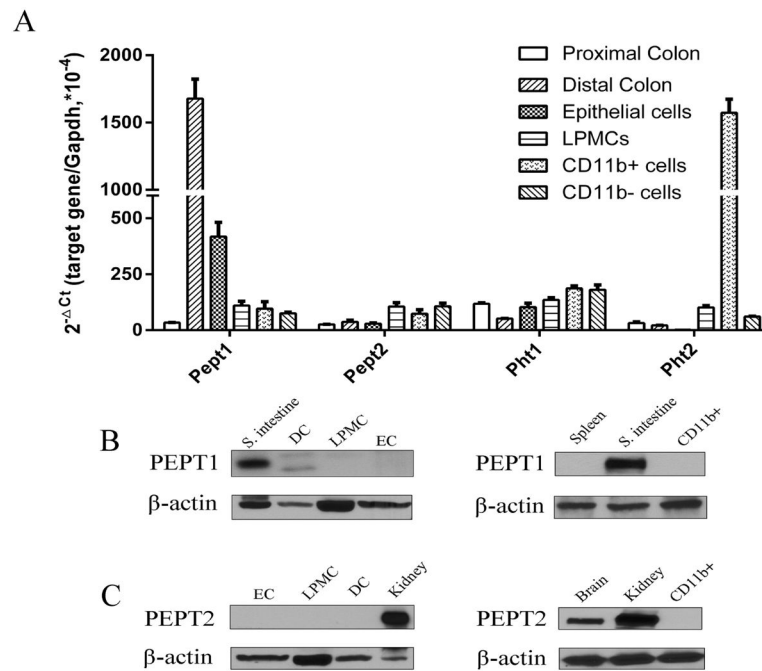 A
2-Δ Ct (target gene/Gapdh,*10-4)
2000
1500
1000
500
250
0
Proximal Colon
Distal Colon
Epithelial cells
LPMCs
CD11b+ cells
CD11b- cells
Pept1 Pept2 Pht1 Pht2
B
S. intestine DC LPMC EC
PEPT1
β-actin
Spleen S. intestine CD11b+
PEPT1
β-actin
C
EC LPMC DC Kidney
PEPT2
β-actin
Brain Kidney CD11b+
PEPT2
β-actin